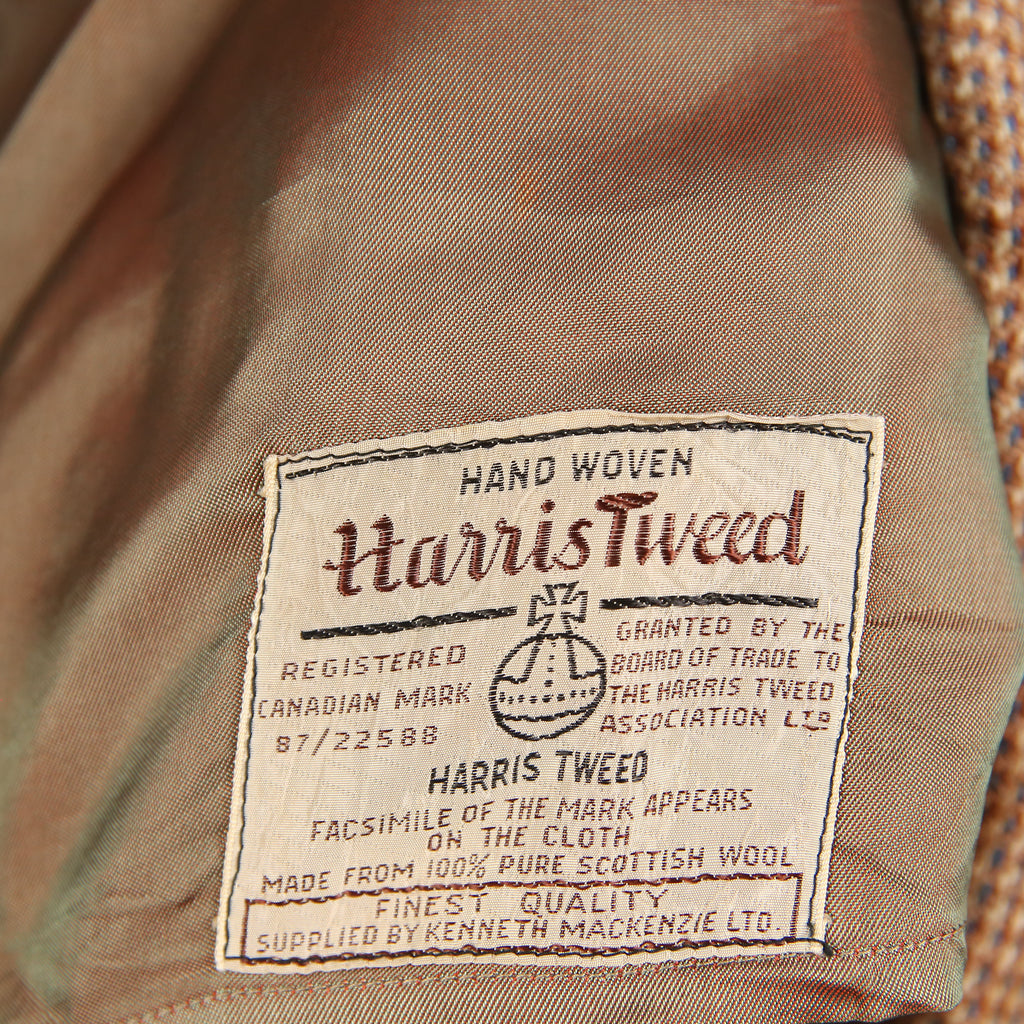 HAND WOVEN
Harris Tweed
REGISTERED
CANADIAN MARK
87/22588
GRANTED BY THE
BOARD OF TRADE TO
THE HARRIS TWEED
ASSOCIATION LTD
HARRIS TWEED
FACSIMILE OF THE MARK APPEARS
ON THE CLOTH
MADE FROM 100% PURE SCOTTISH WOOL
FINEST QUALITY
SUPPLIED BY KENNETH MACKENZIE LTD.